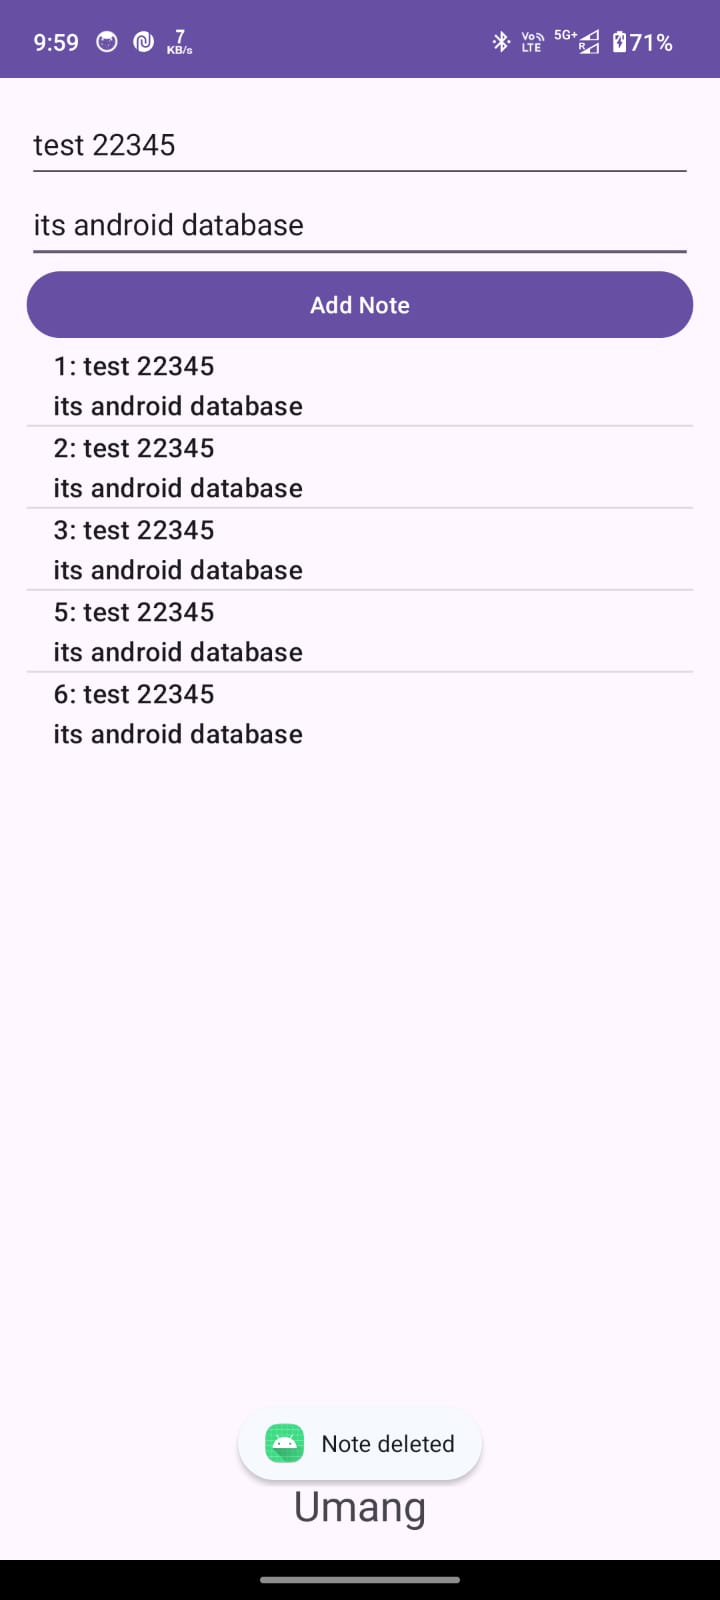 9:59 7 KB/s Vo LTE 5G+ R 71%
test 22345
its android database
Add Note
1: test 22345
its android database
2: test 22345
its android database
3: test 22345
its android database
5: test 22345
its android database
6: test 22345
its android database
Note deleted
Umang